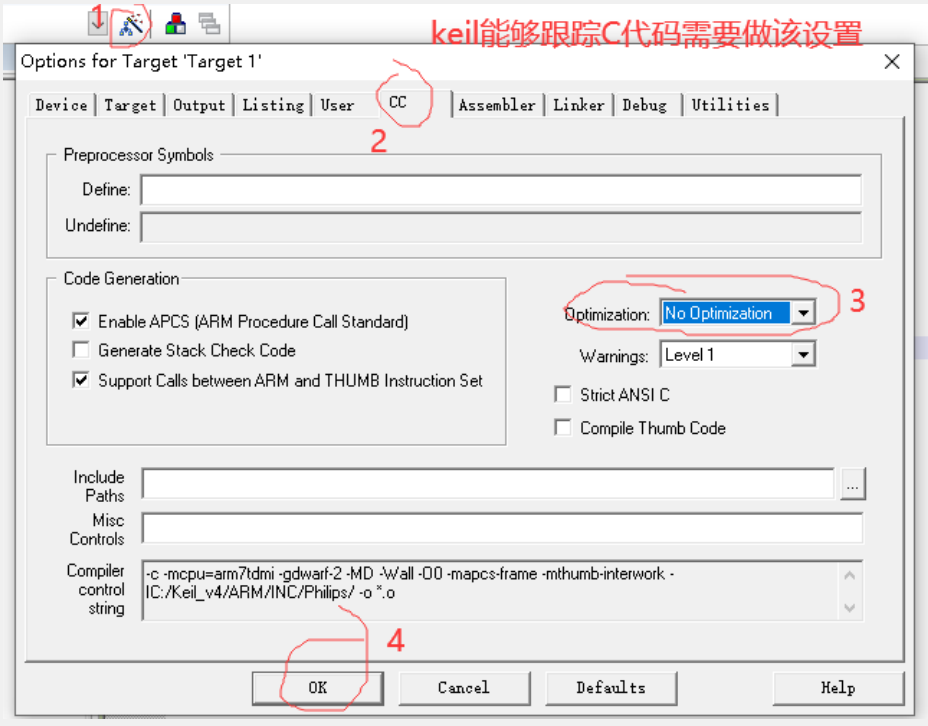 1
keil能够跟踪C代码需要做该设置
Options for Target 'Target 1'
Device Target Output Listing User CC Assembler Linker Debug Utilities
2
Preprocessor Symbols
Define:
Undefine:
Code Generation
Enable APCS (ARM Procedure Call Standard)
Generate Stack Check Code
Support Calls between ARM and THUMB Instruction Set
Optimization: No Optimization
3
Warnings: Level 1
Strict ANSI C
Compile Thumb Code
Include
Paths
...
Misc
Controls
Compiler
control
string
-c -mcpu=arm7tdmi -gdwarf-2 -MD -Wall -O0 -mapcs-frame -mthumb-interwork -
IC:/Keil_v4/ARM/INC/Philips/ -o *.o
4
OK Cancel Defaults Help